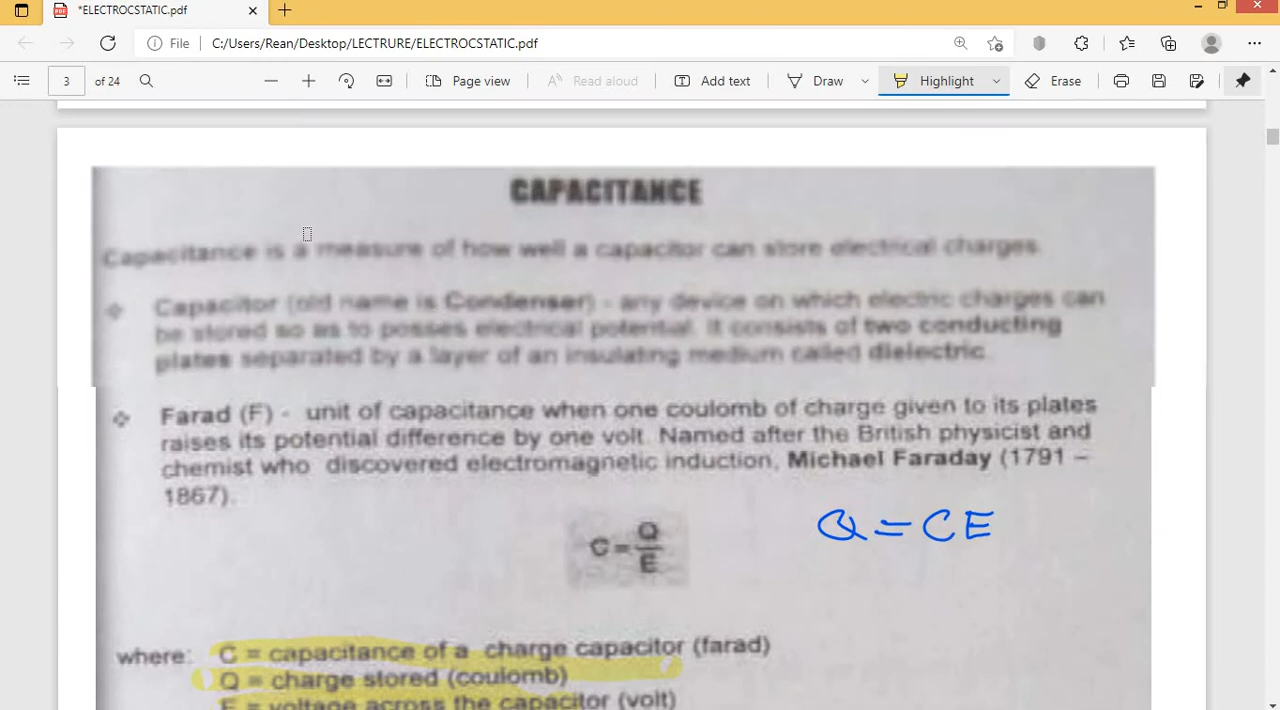 *ELECTROCSTATIC.pdf
File | C:/Users/Rean/Desktop/LECTRURE/ELECTROCSTATIC.pdf
3 of 24 Page view Read aloud Add text Draw Highlight Erase
CAPACITANCE
Capacitance is a measure of how well a capacitor can store electrical charges.
Capacitor (old name is Condenser) - any device on which electric charges can
be stored so as to posses electrical potential. It consists of two conducting
plates separated by a layer of an insulating medium called dielectric.
Farad (F) - unit of capacitance when one coulomb of charge given to its plates
raises its potential difference by one volt. Named after the British physicist and
chemist who discovered electromagnetic induction, Michael Faraday (1791 –
1867).
C = Q/E
Q = CE
where: C = capacitance of a charge capacitor (farad)
Q = charge stored (coulomb)
E = voltage across the capacitor (volt)